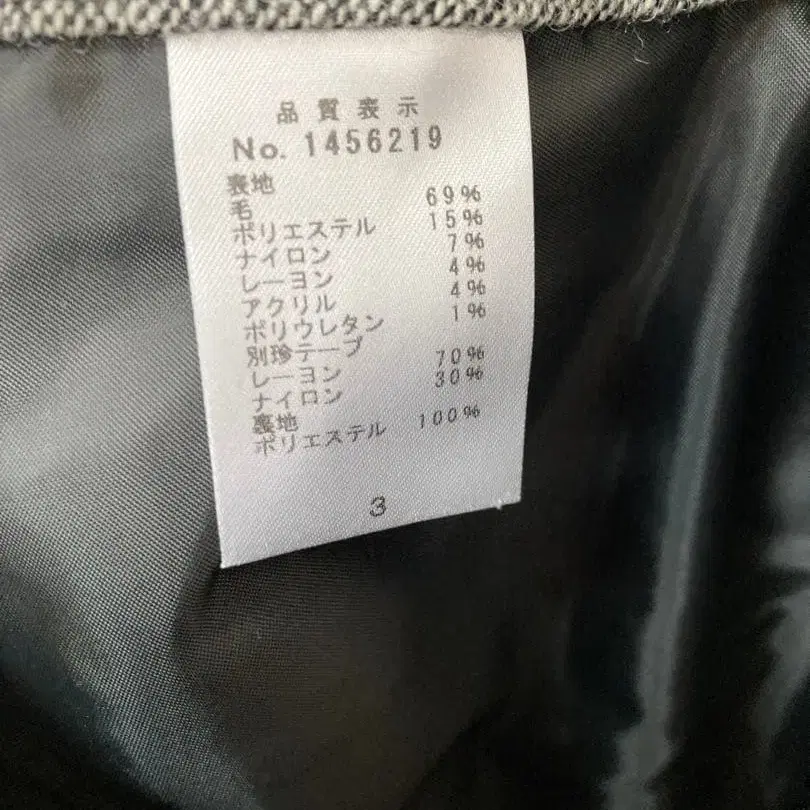 品質表示
No. 1456219
表地
毛 69%
ポリエステル 15%
ナイロン 7%
レーヨン 4%
アクリル 4%
ポリウレタン 1%
別珍テープ
レーヨン 70%
ナイロン 30%
裏地
ポリエステル 100%
3